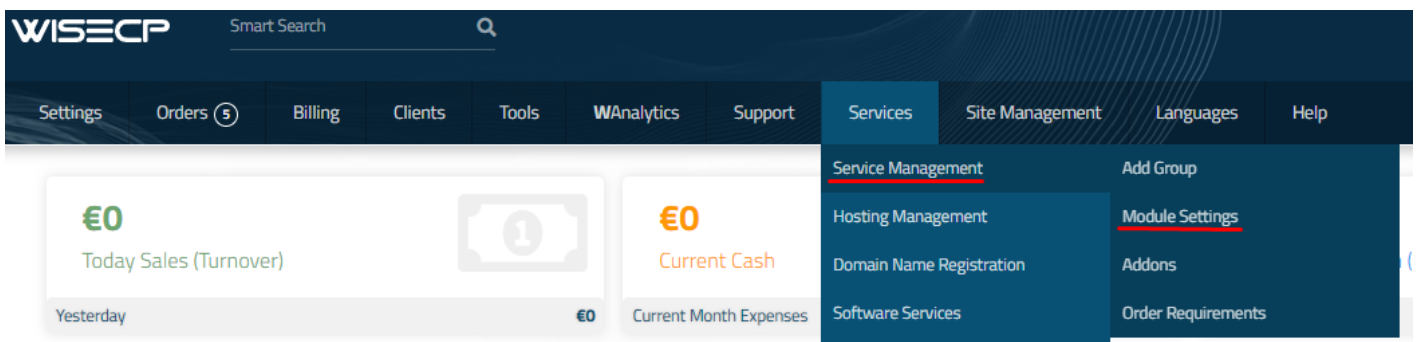 WISECP Smart Search
Settings Orders 5 Billing Clients Tools WAnalytics Support Services Site Management Languages Help
Service Management Add Group
€0 €0 Hosting Management Module Settings
Today Sales (Turnover) Current Cash Domain Name Registration Addons
Yesterday €0 Current Month Expenses Software Services Order Requirements